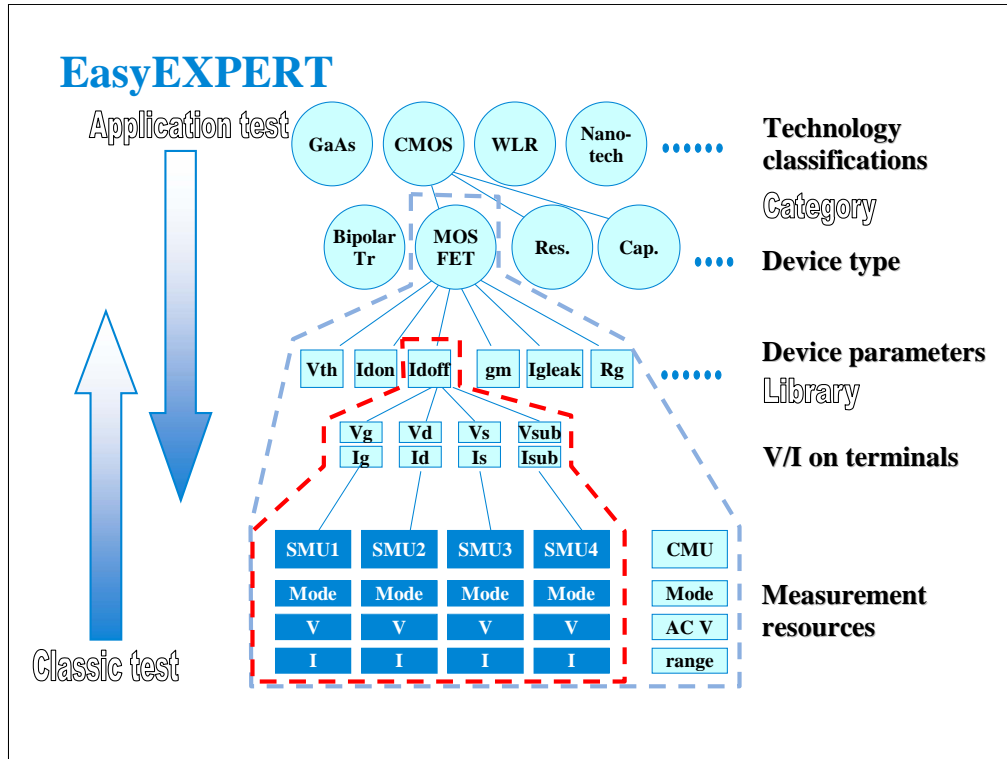 EasyEXPERT
Application test
GaAs
CMOS
WLR
Nano-
tech
Technology
classifications
Category
Bipolar
Tr
MOS
FET
Res.
Cap.
Device type
Vth
Idon
Idoff
gm
Igleak
Rg
Device parameters
Library
Vg
Vd
Vs
Vsub
Ig
Id
Is
Isub
V/I on terminals
SMU1
SMU2
SMU3
SMU4
CMU
Mode
Mode
Mode
Mode
Mode
Measurement
resources
V
V
V
V
AC V
I
I
I
I
range
Classic test